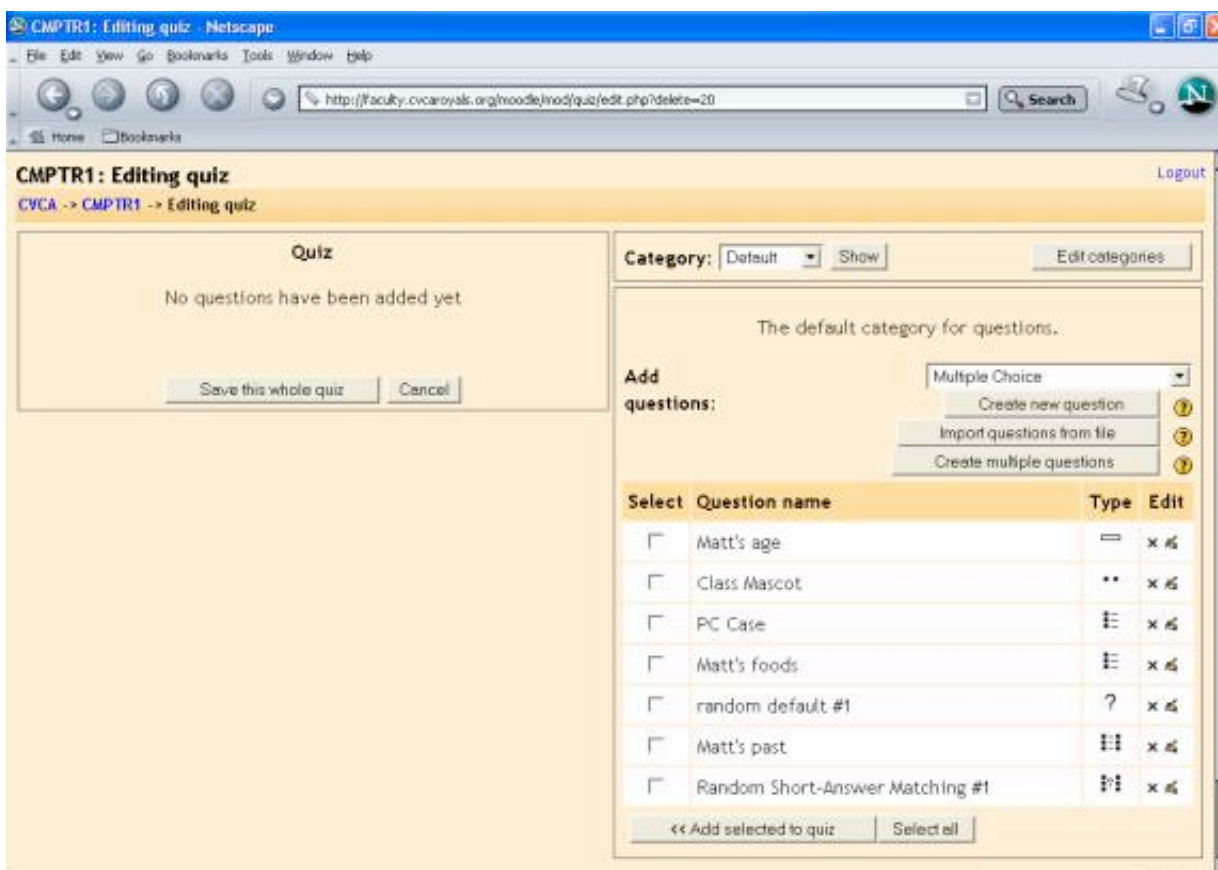 CMPTR1: Editing quiz - Netscape
File Edit View Go Bookmarks Tools Window Help
http://faculty.cvcaroyals.org/moodle/mod/quiz/edit.php?delete=20 Search N
Home Bookmarks
CMPTR1: Editing quiz Logout
CVCA -> CMPTR1 -> Editing quiz
Quiz
No questions have been added yet
Save this whole quiz Cancel
Category: Default Show Edit categories
The default category for questions.
Add questions: Multiple Choice
Create new question ?
Import questions from file ?
Create multiple questions ?
Select Question name Type Edit
Matt's age
Class Mascot
PC Case
Matt's foods
random default #1 ?
Matt's past
Random Short-Answer Matching #1
<< Add selected to quiz Select all